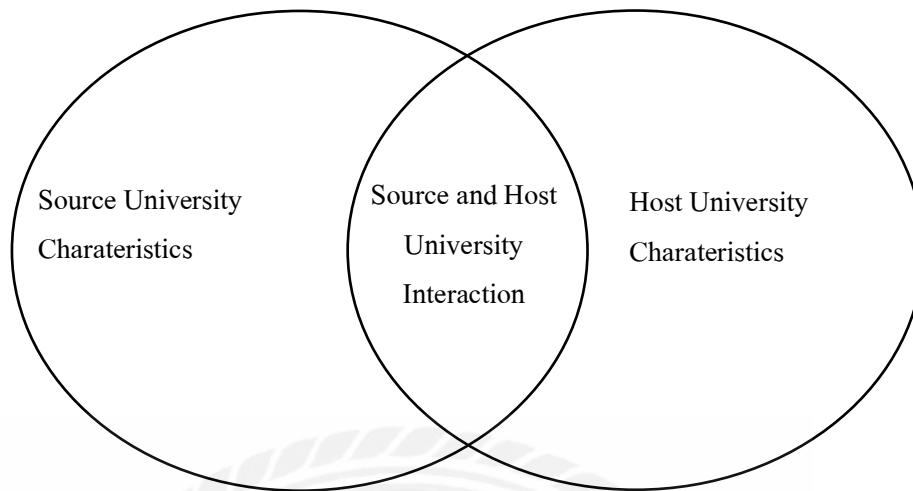 Source University
Charateristics
Source and Host
University
Interaction
Host University
Charateristics